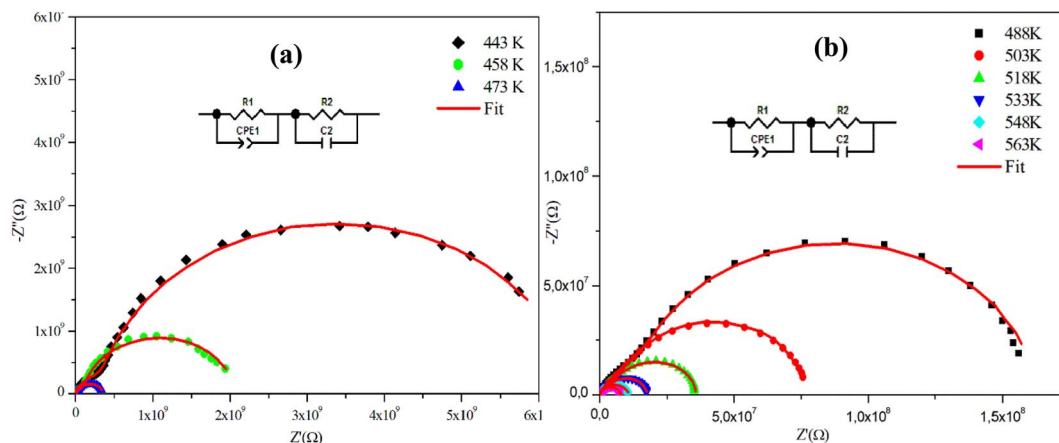 (a)
443 K
458 K
473 K
Fit
R1
R2
CPE1
C2
-Z''(Ω)
5x10⁹
4x10⁹
3x10⁹
2x10⁹
1x10⁹
0
0
1x10⁹
2x10⁹
3x10⁹
4x10⁹
5x10⁹
6x1
Z'(Ω)
(b)
488K
503K
518K
533K
548K
563K
Fit
R1
R2
CPE1
C2
-Z''(Ω)
1,5x10⁸
1,0x10⁸
5,0x10⁷
0,0
0,0
5,0x10⁷
1,0x10⁸
1,5x10⁸
Z'(Ω)